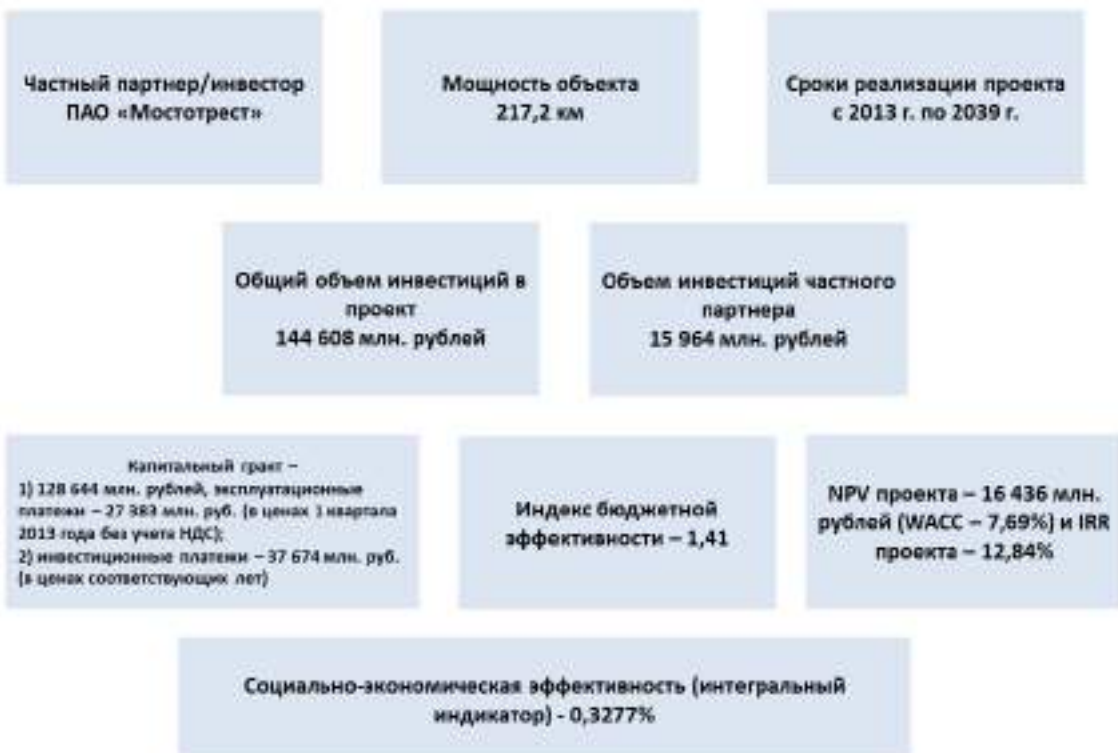 Частный партнер/инвестор
ПАО «Мостотрест»
Мощность объекта
217,2 км
Сроки реализации проекта
с 2013 г. по 2039 г.
Общий объем инвестиций в
проект
144 608 млн. рублей
Объем инвестиций частного
партнера
15 964 млн. рублей
Капитальный грант –
1) 128 644 млн. рублей, эксплуатационные
платежи – 27 383 млн. руб. (в ценах 1 квартала
2013 года без учета НДС);
2) инвестиционные платежи – 37 674 млн. руб.
(в ценах соответствующих лет)
Индекс бюджетной
эффективности – 1,41
NPV проекта – 16 436 млн.
рублей (WACC – 7,69%) и IRR
проекта – 12,84%
Социально-экономическая эффективность (интегральный
индикатор) - 0,3277%